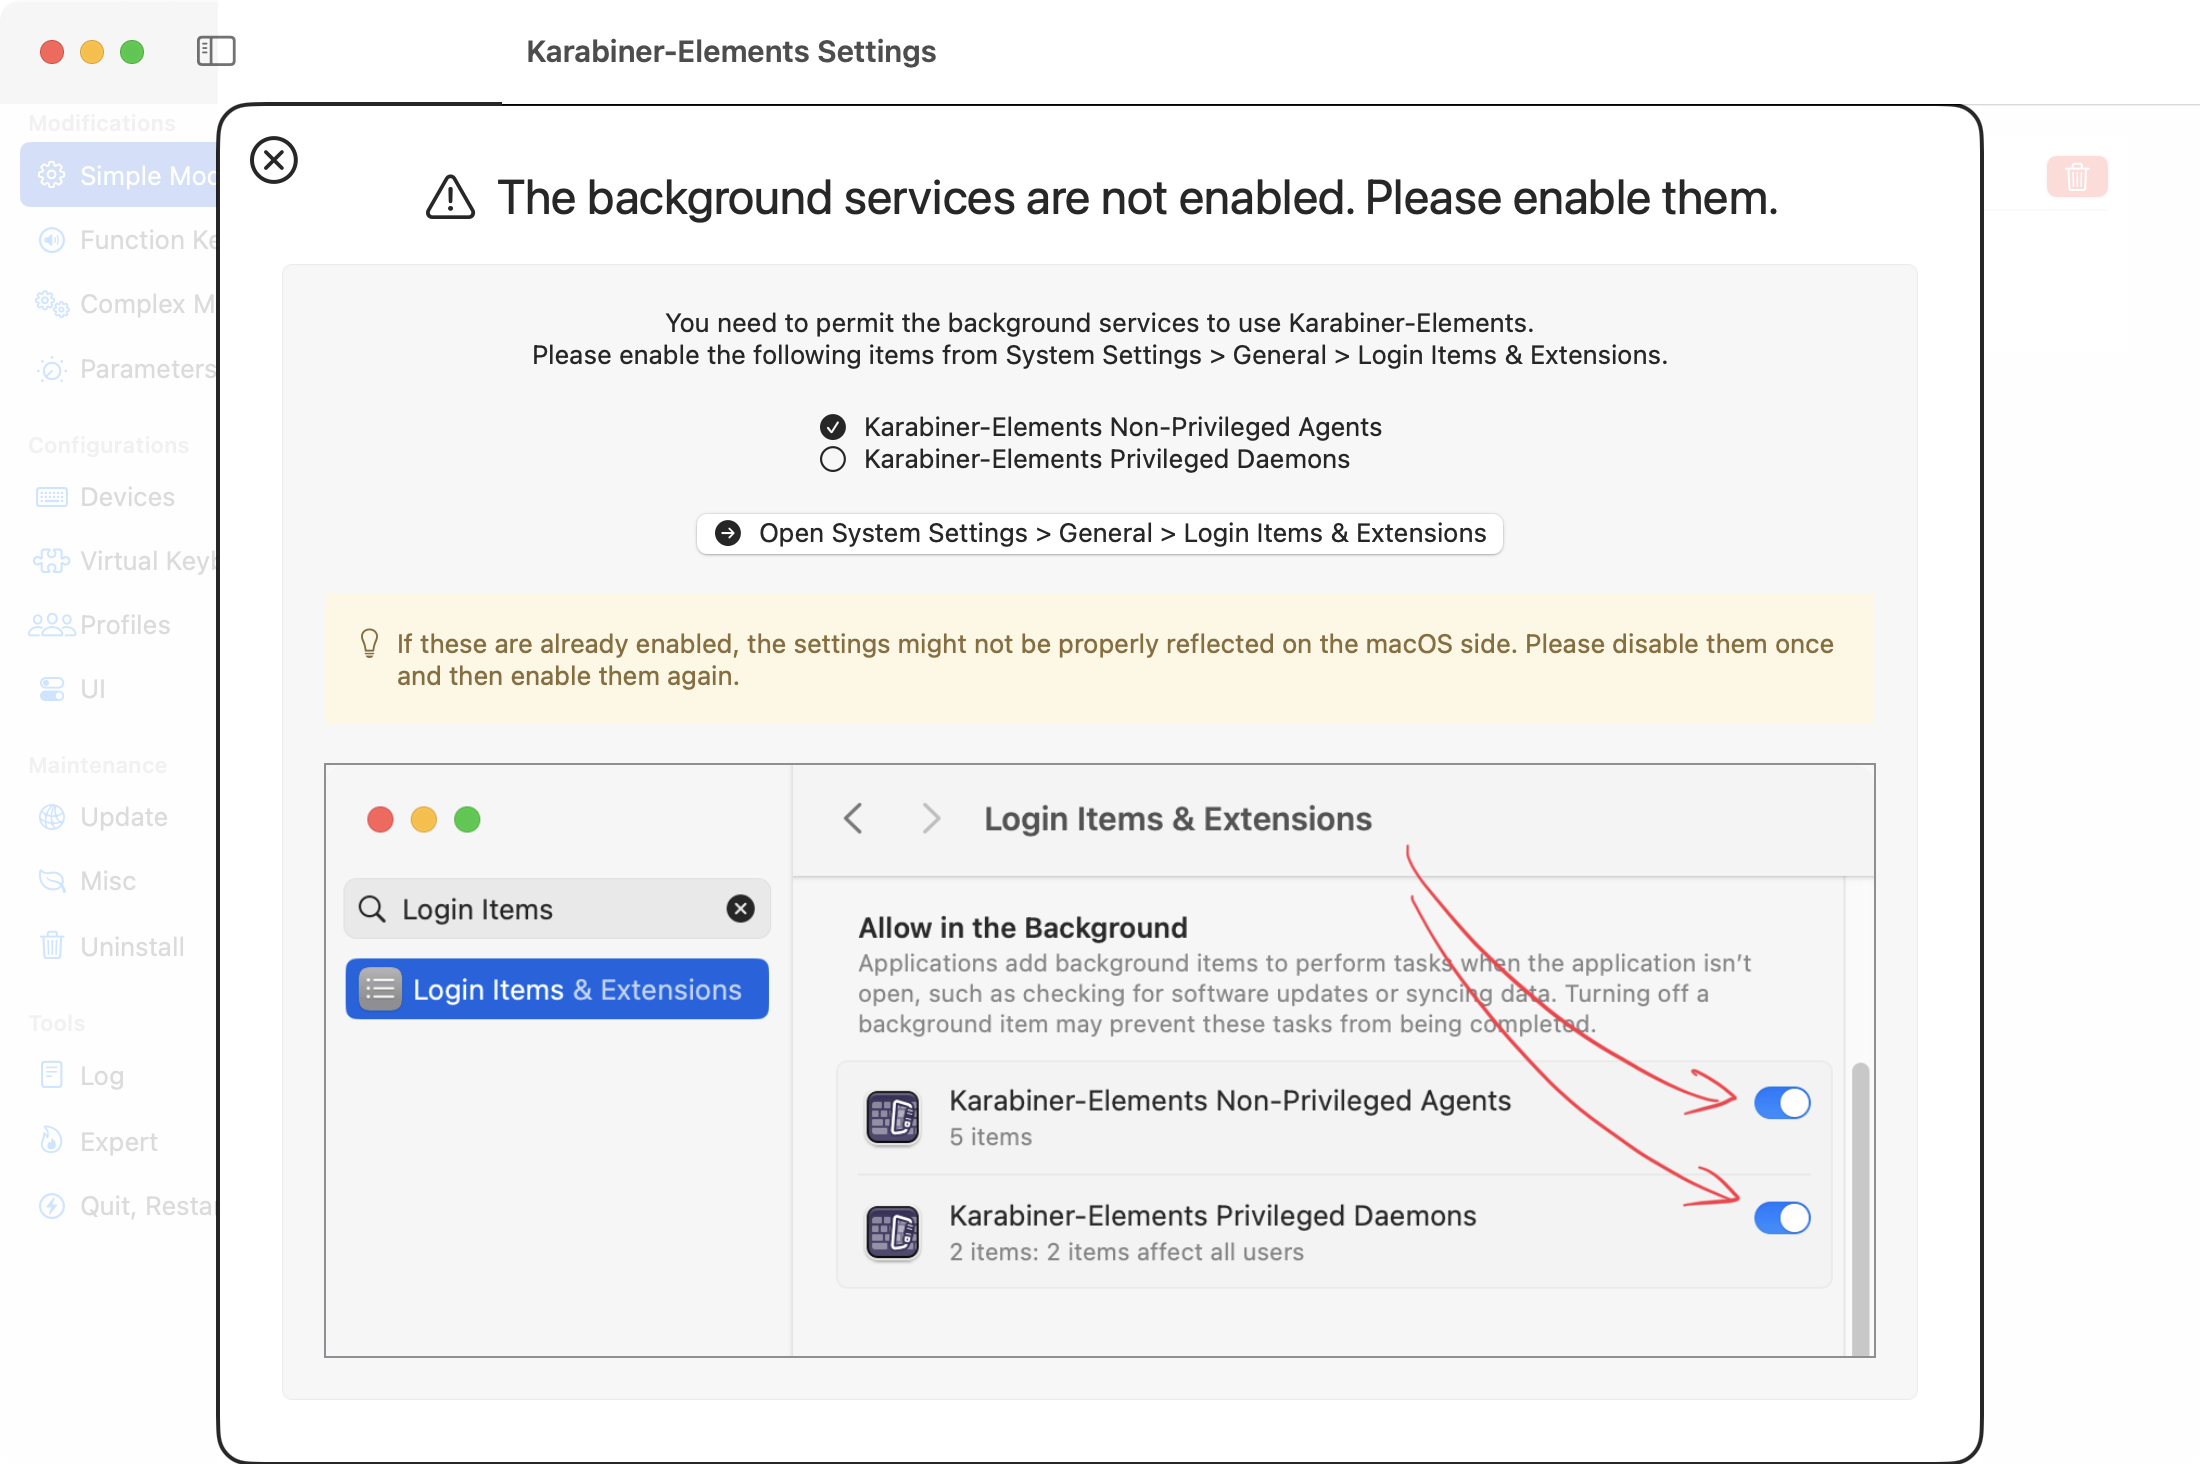 Karabiner-Elements Settings
Modifications
Simple Mod
Function Ke
Complex M
Parameters
Configurations
Devices
Virtual Keyb
Profiles
UI
Maintenance
Update
Misc
Uninstall
Tools
Log
Expert
Quit, Restar
The background services are not enabled. Please enable them.
You need to permit the background services to use Karabiner-Elements.
Please enable the following items from System Settings > General > Login Items & Extensions.
Karabiner-Elements Non-Privileged Agents
Karabiner-Elements Privileged Daemons
Open System Settings > General > Login Items & Extensions
If these are already enabled, the settings might not be properly reflected on the macOS side. Please disable them once
and then enable them again.
Login Items
Login Items & Extensions
Login Items & Extensions
Allow in the Background
Applications add background items to perform tasks when the application isn't
open, such as checking for software updates or syncing data. Turning off a
background item may prevent these tasks from being completed.
Karabiner-Elements Non-Privileged Agents
5 items
Karabiner-Elements Privileged Daemons
2 items: 2 items affect all users